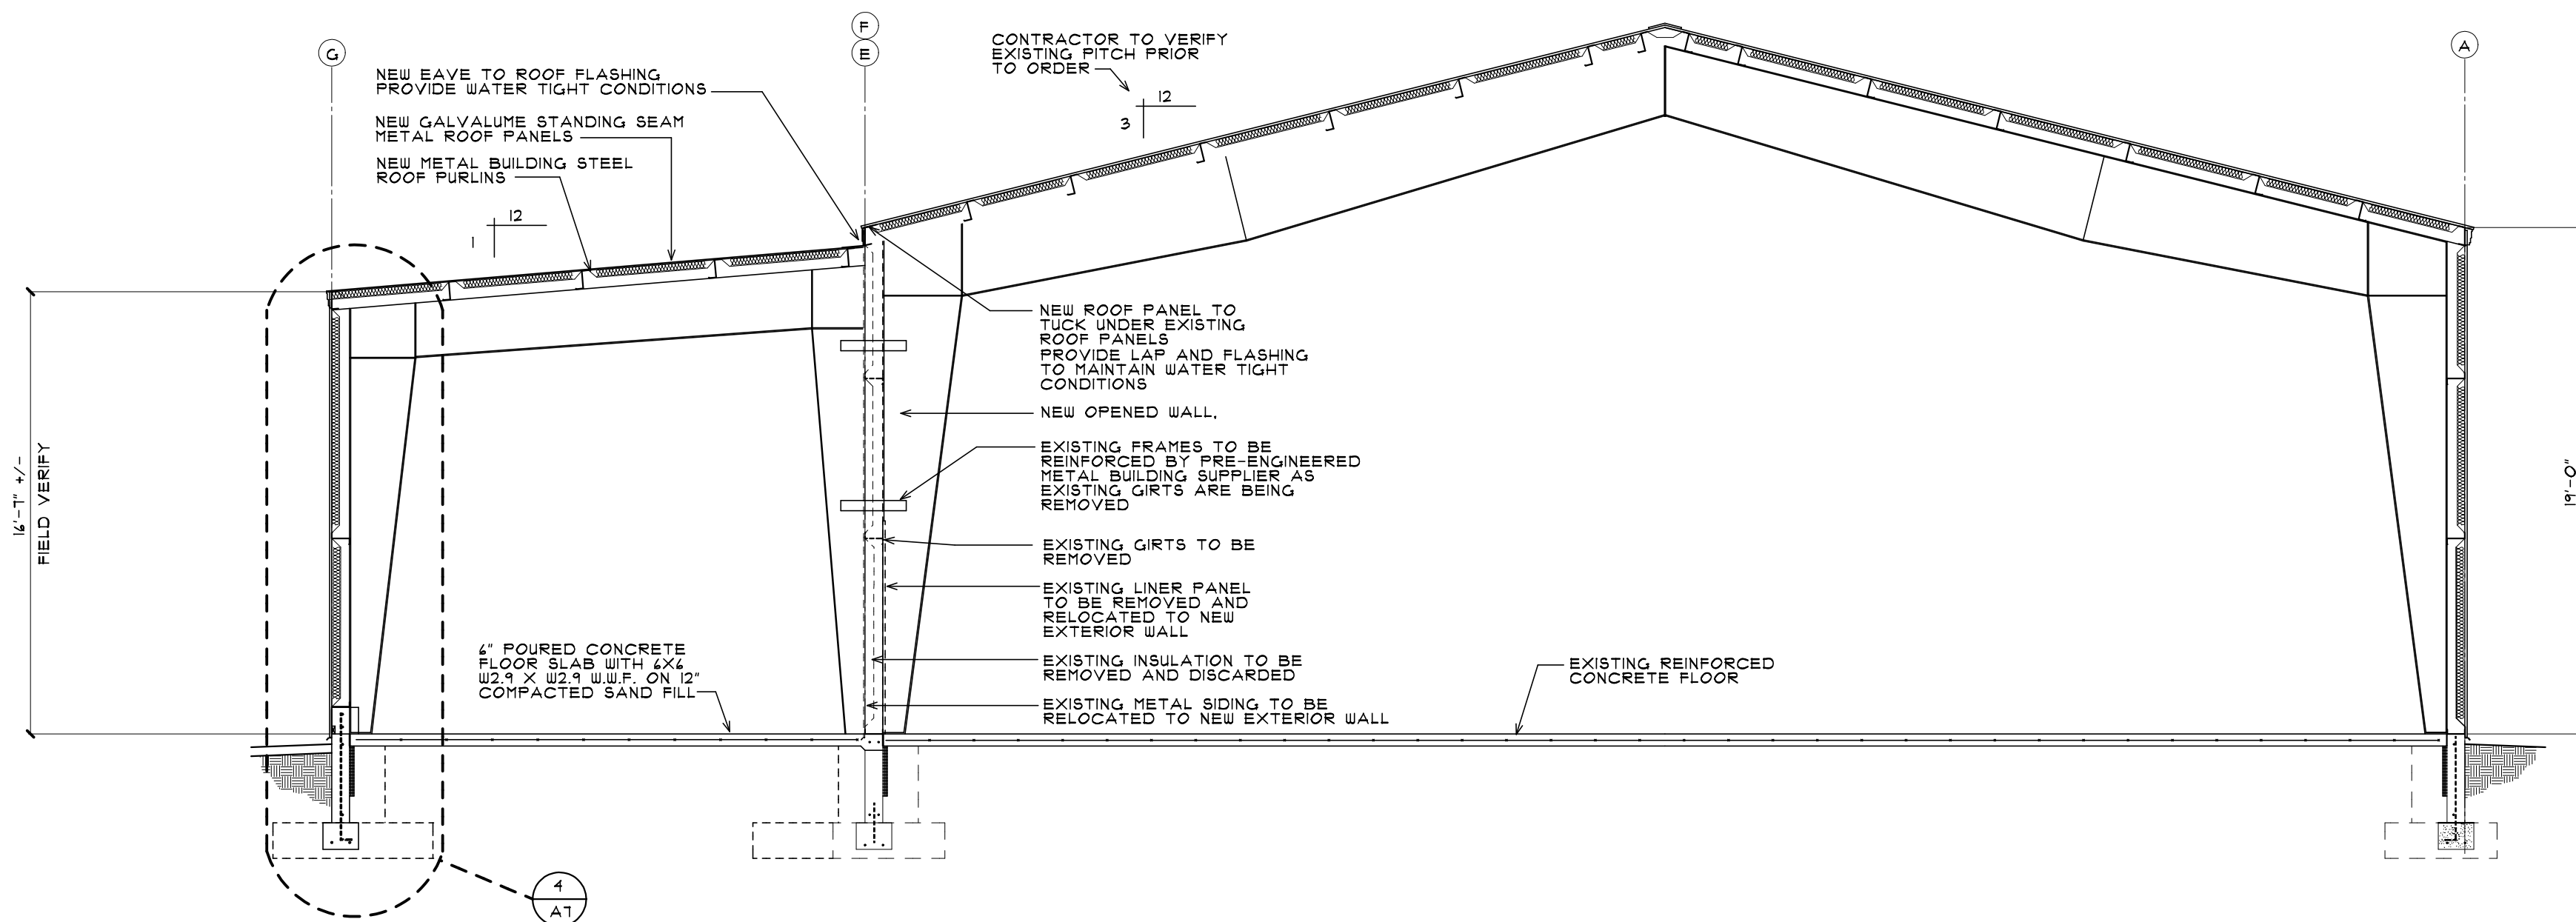 G
F
E
A
NEW EAVE TO ROOF FLASHING
PROVIDE WATER TIGHT CONDITIONS
NEW GALVALUME STANDING SEAM
METAL ROOF PANELS
NEW METAL BUILDING STEEL
ROOF PURLINS
12
1
CONTRACTOR TO VERIFY
EXISTING PITCH PRIOR
TO ORDER
12
3
NEW ROOF PANEL TO
TUCK UNDER EXISTING
ROOF PANELS
PROVIDE LAP AND FLASHING
TO MAINTAIN WATER TIGHT
CONDITIONS
NEW OPENED WALL.
EXISTING FRAMES TO BE
REINFORCED BY PRE-ENGINEERED
METAL BUILDING SUPPLIER AS
EXISTING GIRTS ARE BEING
REMOVED
EXISTING GIRTS TO BE
REMOVED
EXISTING LINER PANEL
TO BE REMOVED AND
RELOCATED TO NEW
EXTERIOR WALL
EXISTING INSULATION TO BE
REMOVED AND DISCARDED
EXISTING METAL SIDING TO BE
RELOCATED TO NEW EXTERIOR WALL
6" POURED CONCRETE
FLOOR SLAB WITH 6X6
W2.9 X W2.9 W.W.F. ON 12"
COMPACTED SAND FILL
EXISTING REINFORCED
CONCRETE FLOOR
16'-7" +/-
FIELD VERIFY
19'-0"
4
A7